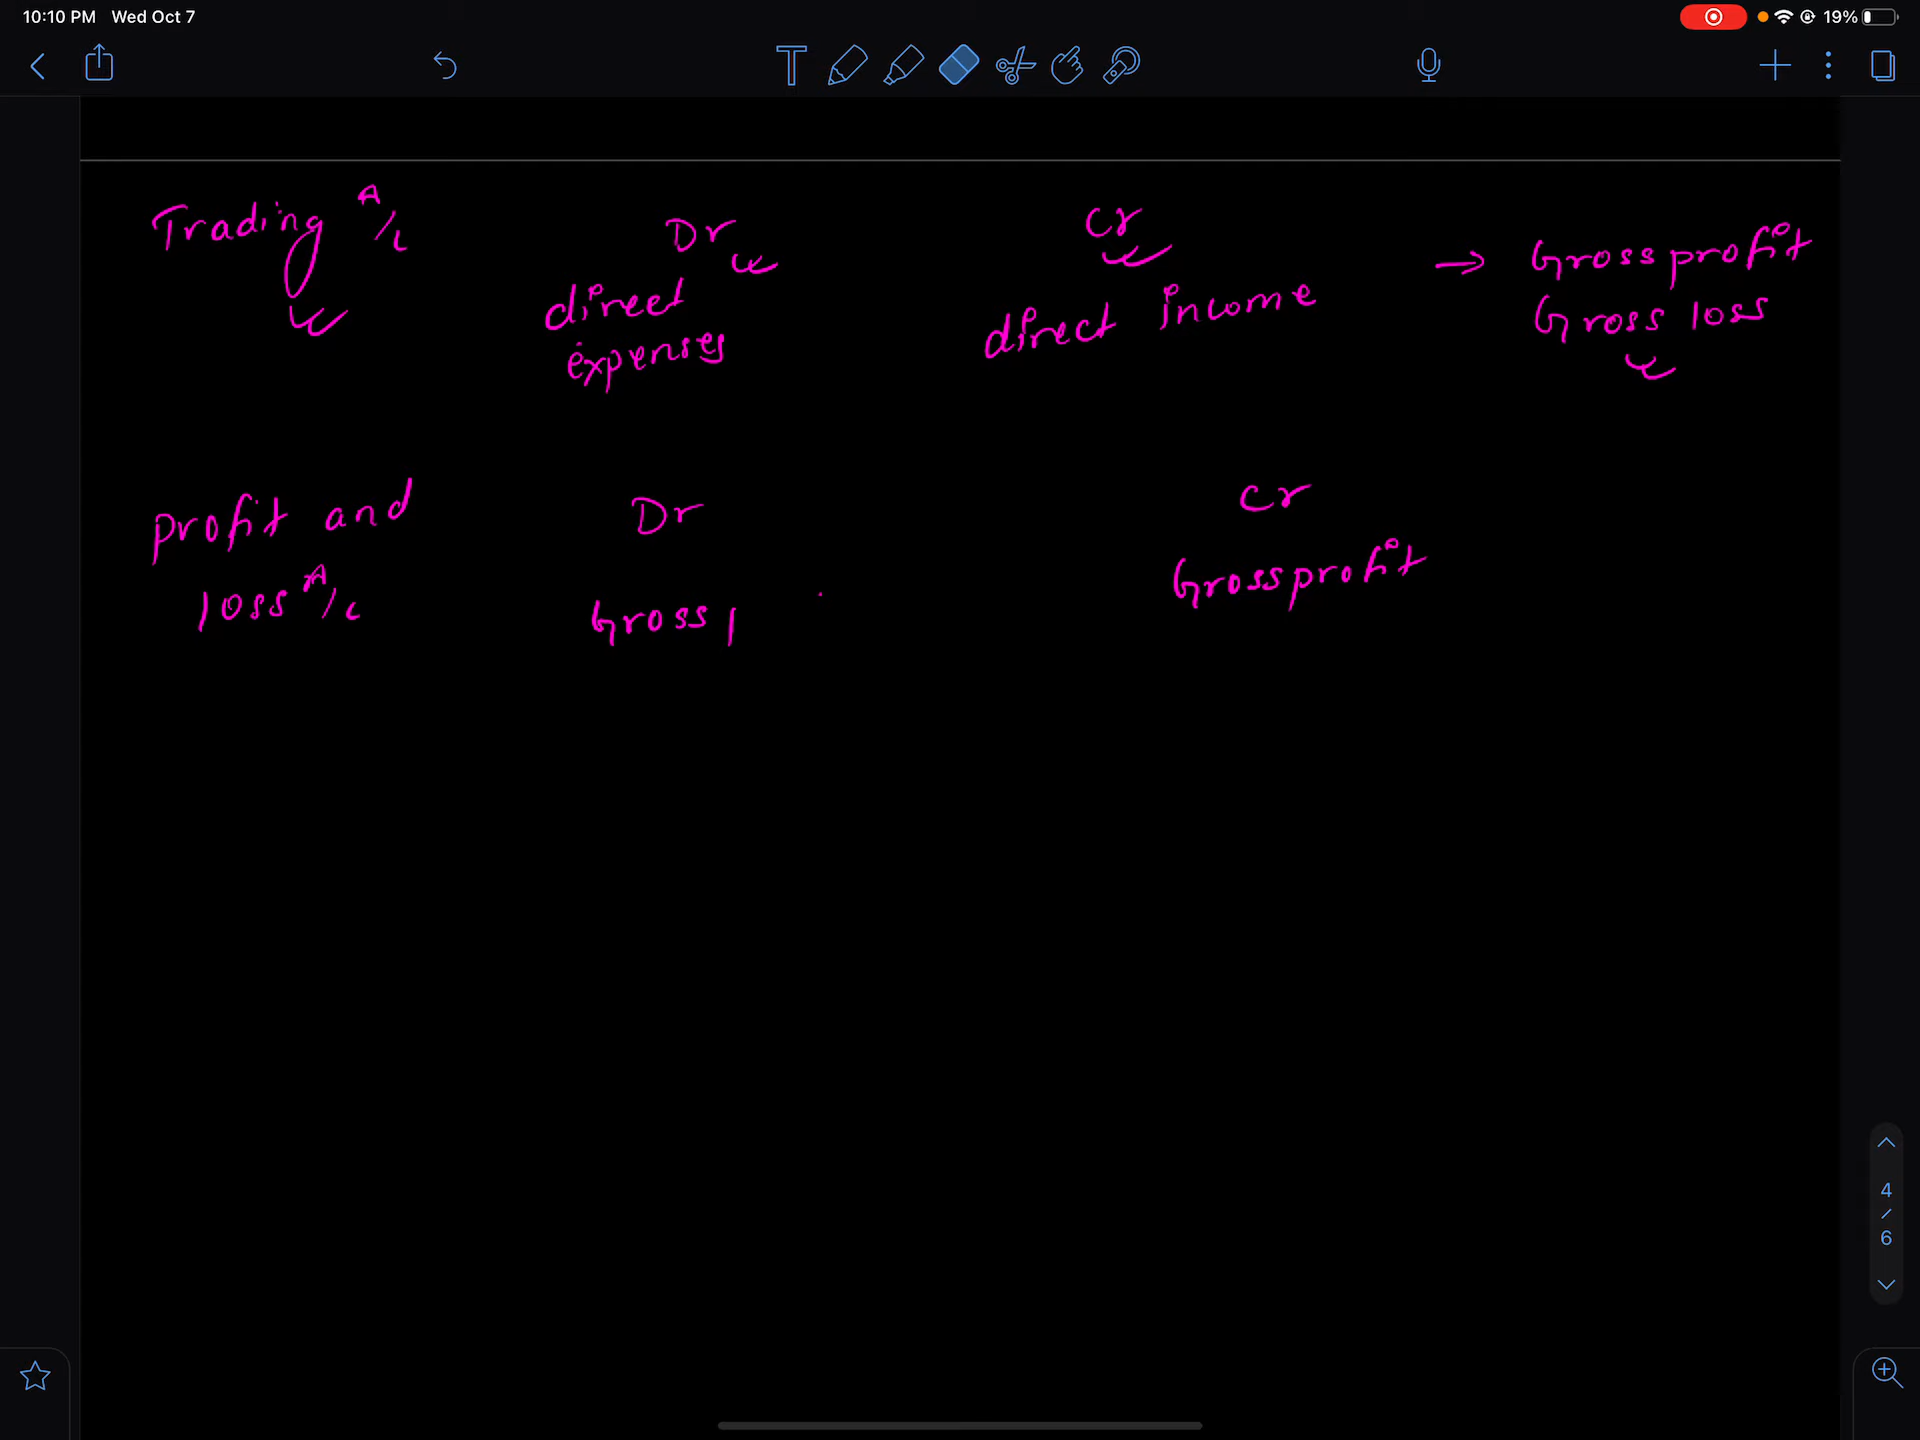 10:10 PM Wed Oct 7
19%
Trading A/c
Dr
Cr
direct
expenses
direct income
→ Gross profit
Gross loss
profit and
loss A/c
Dr
Gross
Cr
Gross profit
4
/
6